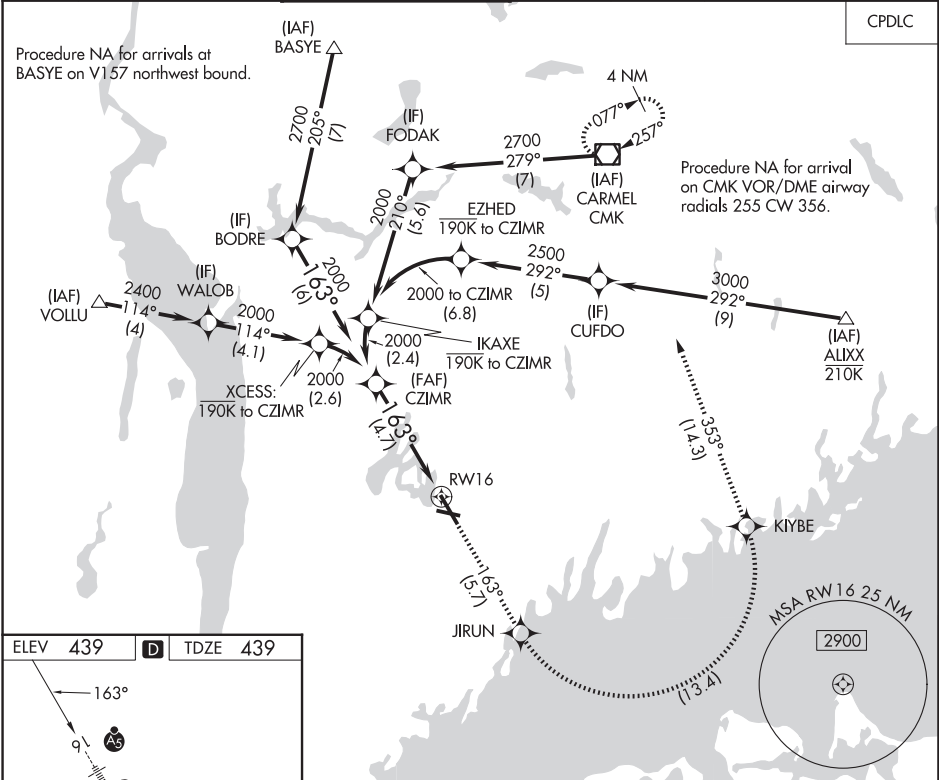 CPDLC
Procedure NA for arrivals at
BASYE on V157 northwest bound.
(IAF)
BASYE
2700
205°
(7)
4 NM
077°
257°
(IF)
FODAK
2700
279°
(7)
(IAF)
CARMEL
CMK
Procedure NA for arrival
on CMK VOR/DME airway
radials 255 CW 356.
2000
210°
(5.6)
EZHED
190K to CZIMR
(IF)
BODRE
2000
163°
(6)
2000 to CZIMR
(6.8)
2500
292°
(5)
(IF)
CUFDO
3000
292°
(9)
(IAF)
ALIXX
210K
(IAF)
VOLLU
2400
114°
(4)
(IF)
WALOB
2000
114°
(4.1)
XCESS:
190K to CZIMR
2000
(2.6)
2000
(2.4)
IKAXE
190K to CZIMR
(FAF)
CZIMR
163°
(4.7)
RW16
353°
(14.3)
KIYBE
163°
(5.7)
JIRUN
(13.4)
MSA RW16 25 NM
2900
ELEV 439 D TDZE 439
163°
16
A5